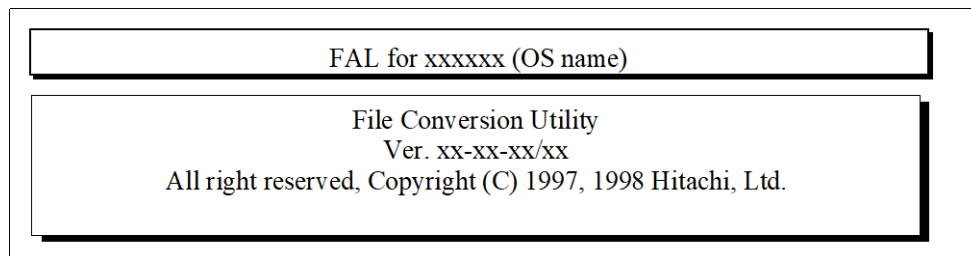 FAL for xxxxxx (OS name)
File Conversion Utility
Ver. xx-xx-xx/xx
All right reserved, Copyright (C) 1997, 1998 Hitachi, Ltd.